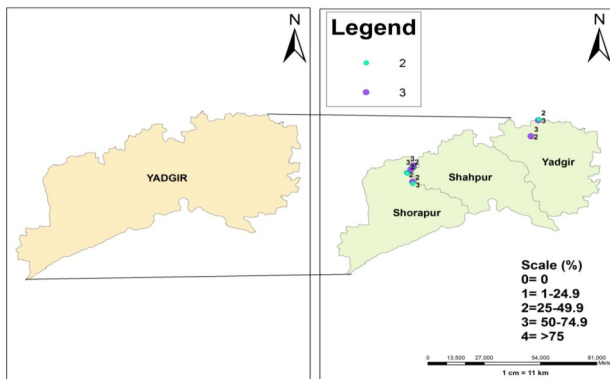 N
YADGIR
N
Legend
2
3
2
3
3
2
Yadgir
Shahpur
3
3
2
2
2
3
Shorapur
Scale (%)
0= 0
1= 1-24.9
2=25-49.9
3= 50-74.9
4= >75
0 13,500 27,000 54,000 81,000
1 cm = 11 km